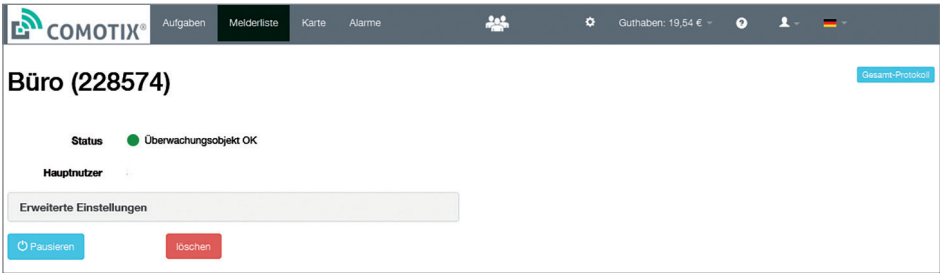 COMOTIX® Aufgaben Melderliste Karte Alarme Guthaben: 19,54 €
Büro (228574)
Gesamt-Protokoll
Status Überwachungsobjekt OK
Hauptnutzer
Erweiterte Einstellungen
Pausieren löschen